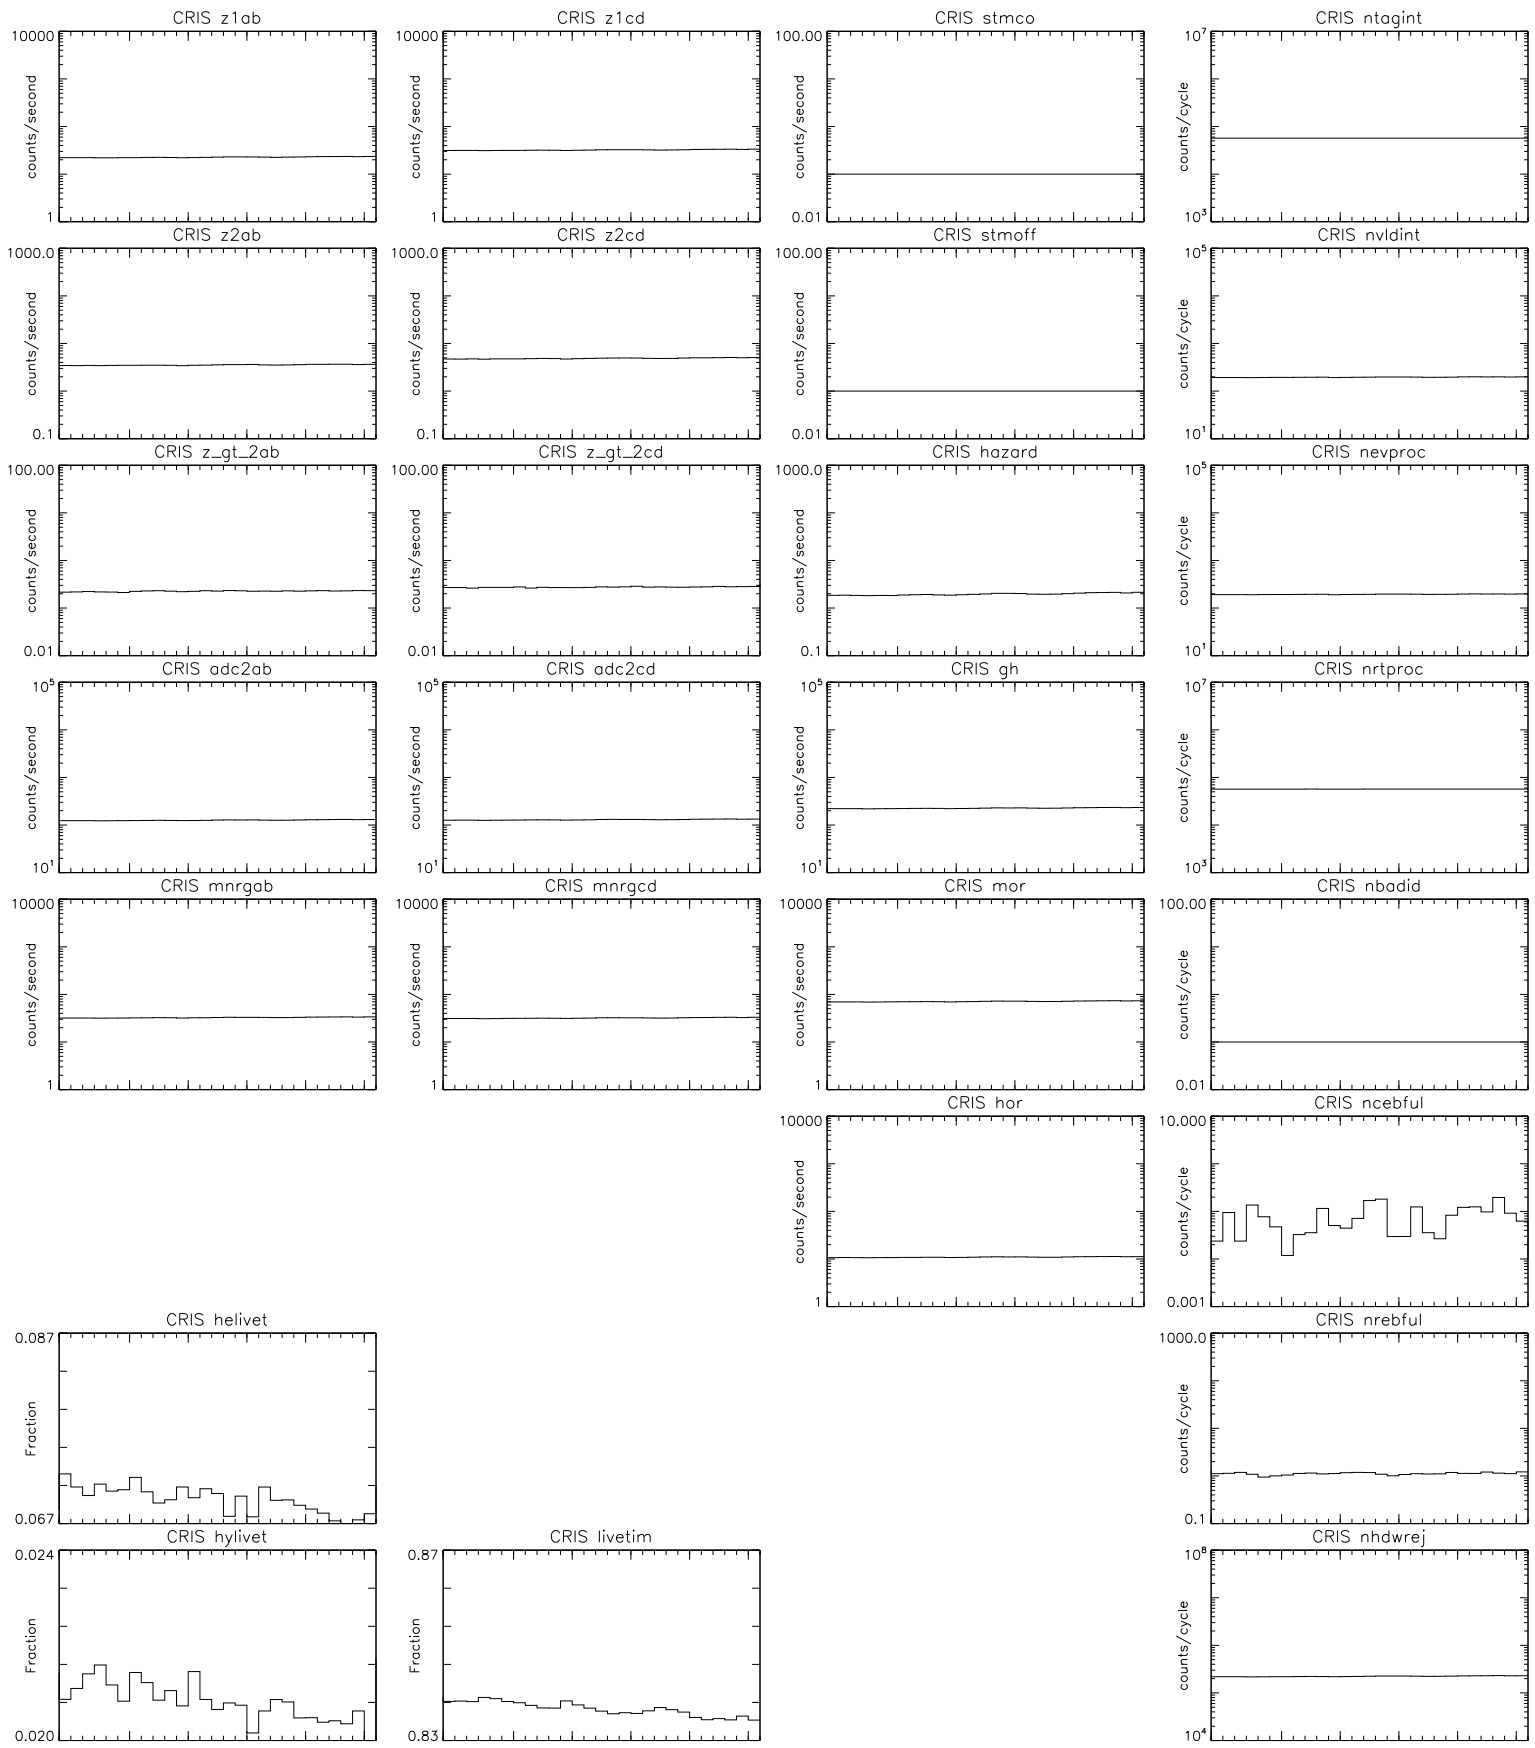 CRIS z1ab
CRIS z1cd
CRIS stmco
CRIS ntagint
10000
counts/second
1
10000
counts/second
1
100.00
counts/second
0.01
10⁷
counts/cycle
10³
CRIS z2ab
CRIS z2cd
CRIS stmoff
CRIS nvldint
1000.0
counts/second
0.1
1000.0
counts/second
0.1
100.00
counts/second
0.01
10⁵
counts/cycle
10¹
CRIS z_gt_2ab
CRIS z_gt_2cd
CRIS hazard
CRIS nevproc
100.00
counts/second
0.01
100.00
counts/second
0.01
1000.0
counts/second
0.1
10⁵
counts/cycle
10¹
CRIS adc2ab
CRIS adc2cd
CRIS gh
CRIS nrtproc
10⁵
counts/second
10¹
10⁵
counts/second
10¹
10⁵
counts/second
10¹
10⁷
counts/cycle
10³
CRIS mnrgab
CRIS mnrgcd
CRIS mor
CRIS nbadid
10000
counts/second
1
10000
counts/second
1
10000
counts/second
1
100.00
counts/cycle
0.01
CRIS hor
CRIS ncebful
10000
counts/second
1
10.000
counts/cycle
0.001
CRIS helivet
CRIS nrebful
0.087
Fraction
0.067
1000.0
counts/cycle
0.1
CRIS hylivet
CRIS livetim
CRIS nhdwrej
0.024
Fraction
0.020
0.87
Fraction
0.83
10⁸
counts/cycle
10⁴